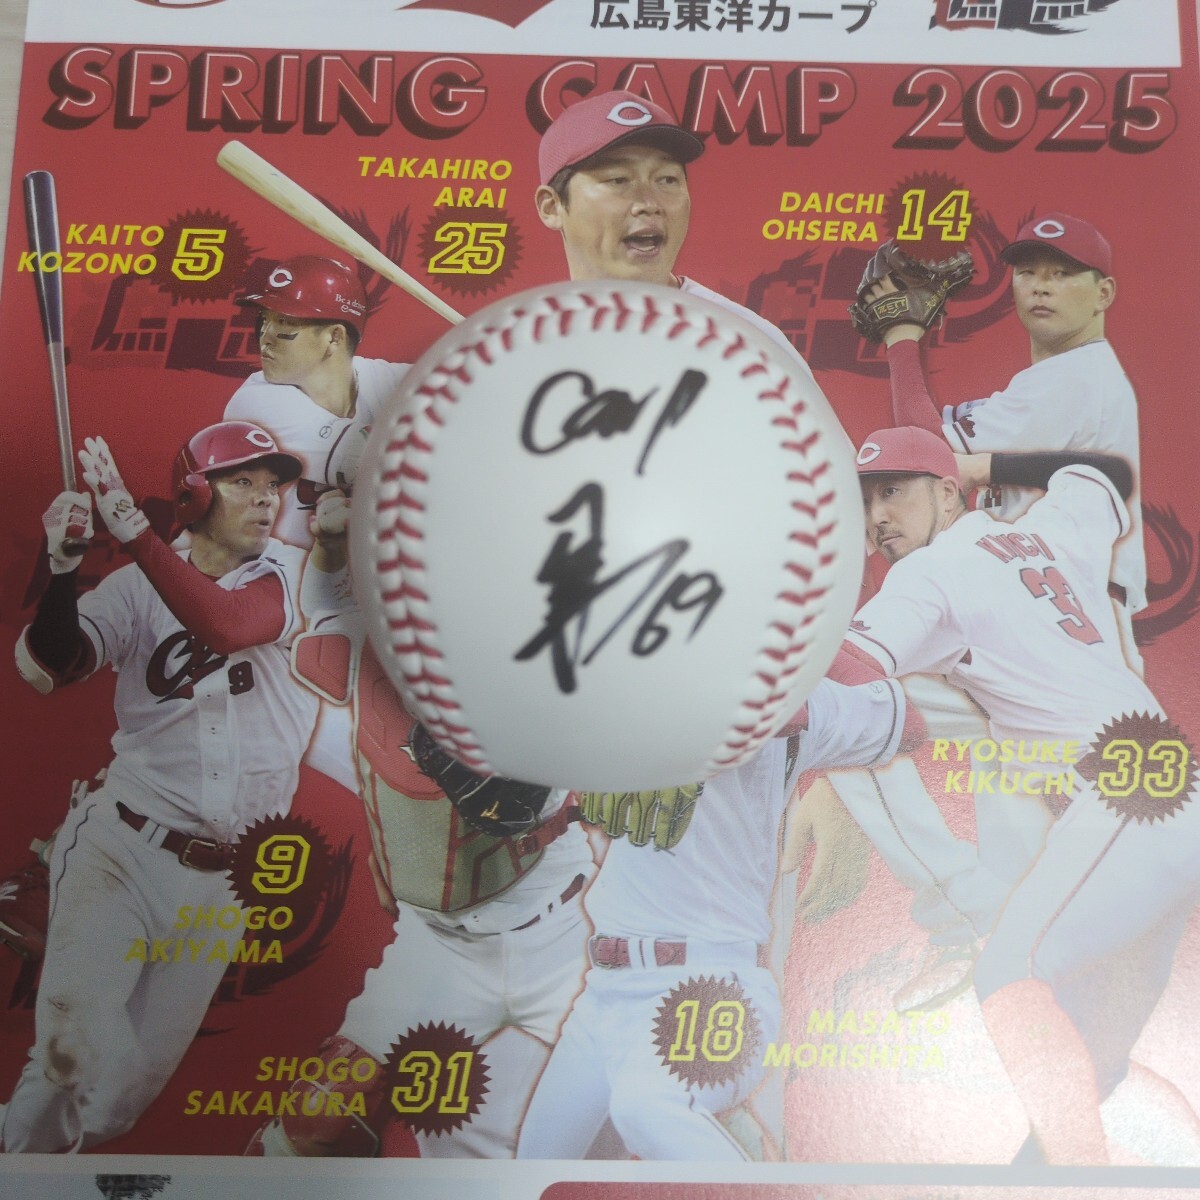 広島東洋カープ
SPRING CAMP 2025
TAKAHIRO
ARAI
25
KAITO
KOZONO
5
DAICHI
OHSERA
14
Carp
69
9
RYOSUKE
KIKUCHI
33
9
SHOGO
AKIYAMA
SHOGO
SAKAKURA
31
18
MASATO
MORISHITA